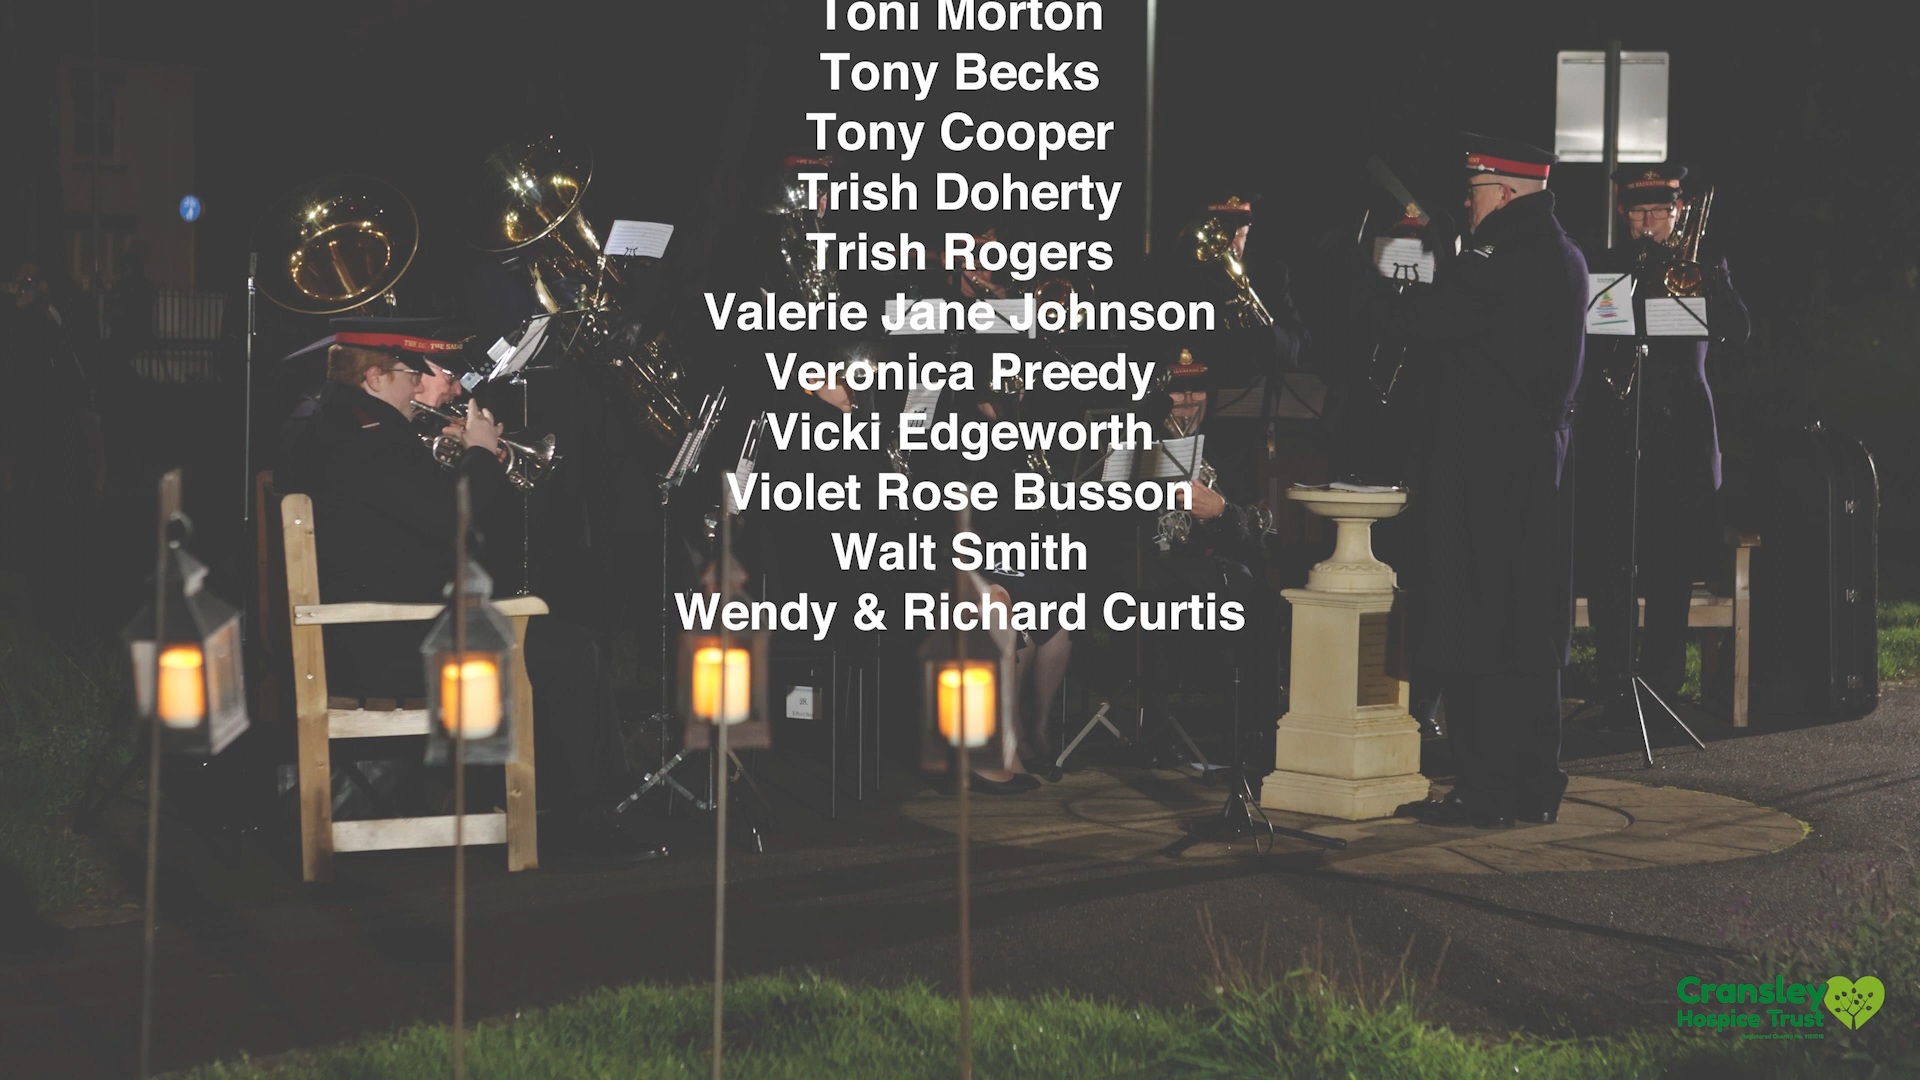 Toni Morton
Tony Becks
Tony Cooper
Trish Doherty
Trish Rogers
Valerie Jane Johnson
Veronica Preedy
Vicki Edgeworth
Violet Rose Busson
Walt Smith
Wendy & Richard Curtis
Cransley
Hospice Trust